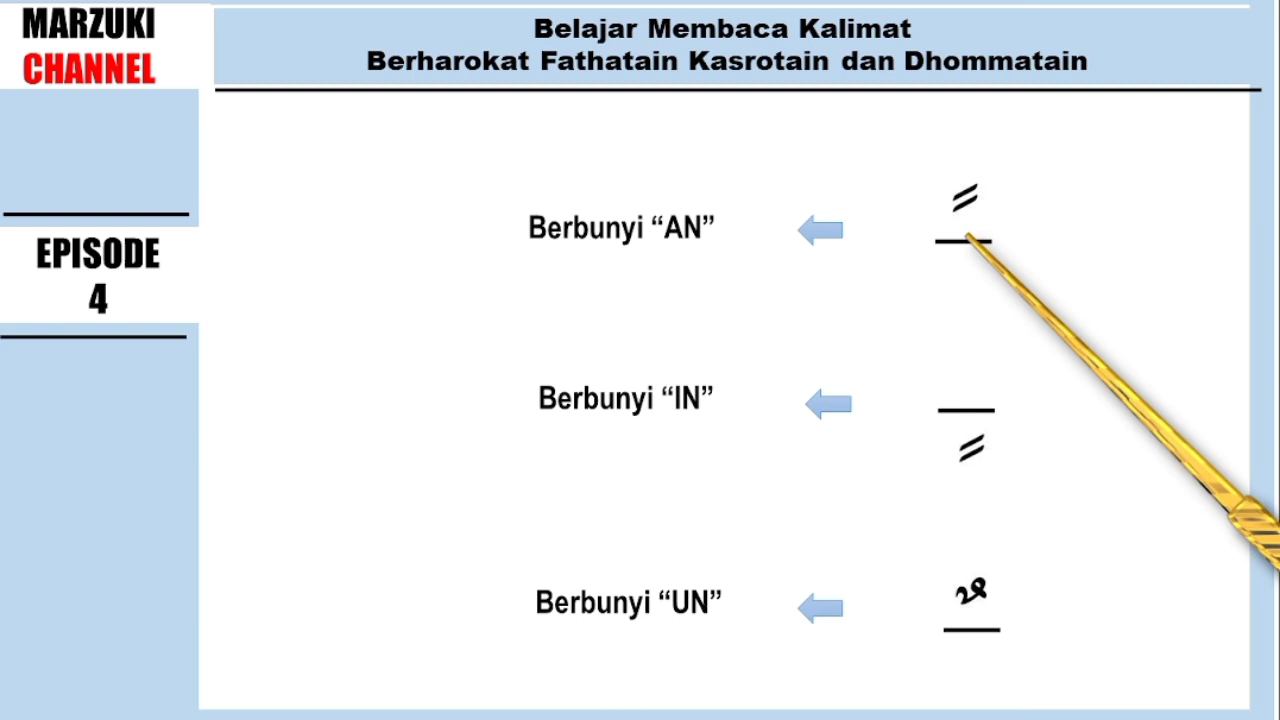 MARZUKI
CHANNEL
Belajar Membaca Kalimat
Berharokat Fathatain Kasrotain dan Dhommatain
EPISODE
4
Berbunyi “AN”
Berbunyi “IN”
Berbunyi “UN”